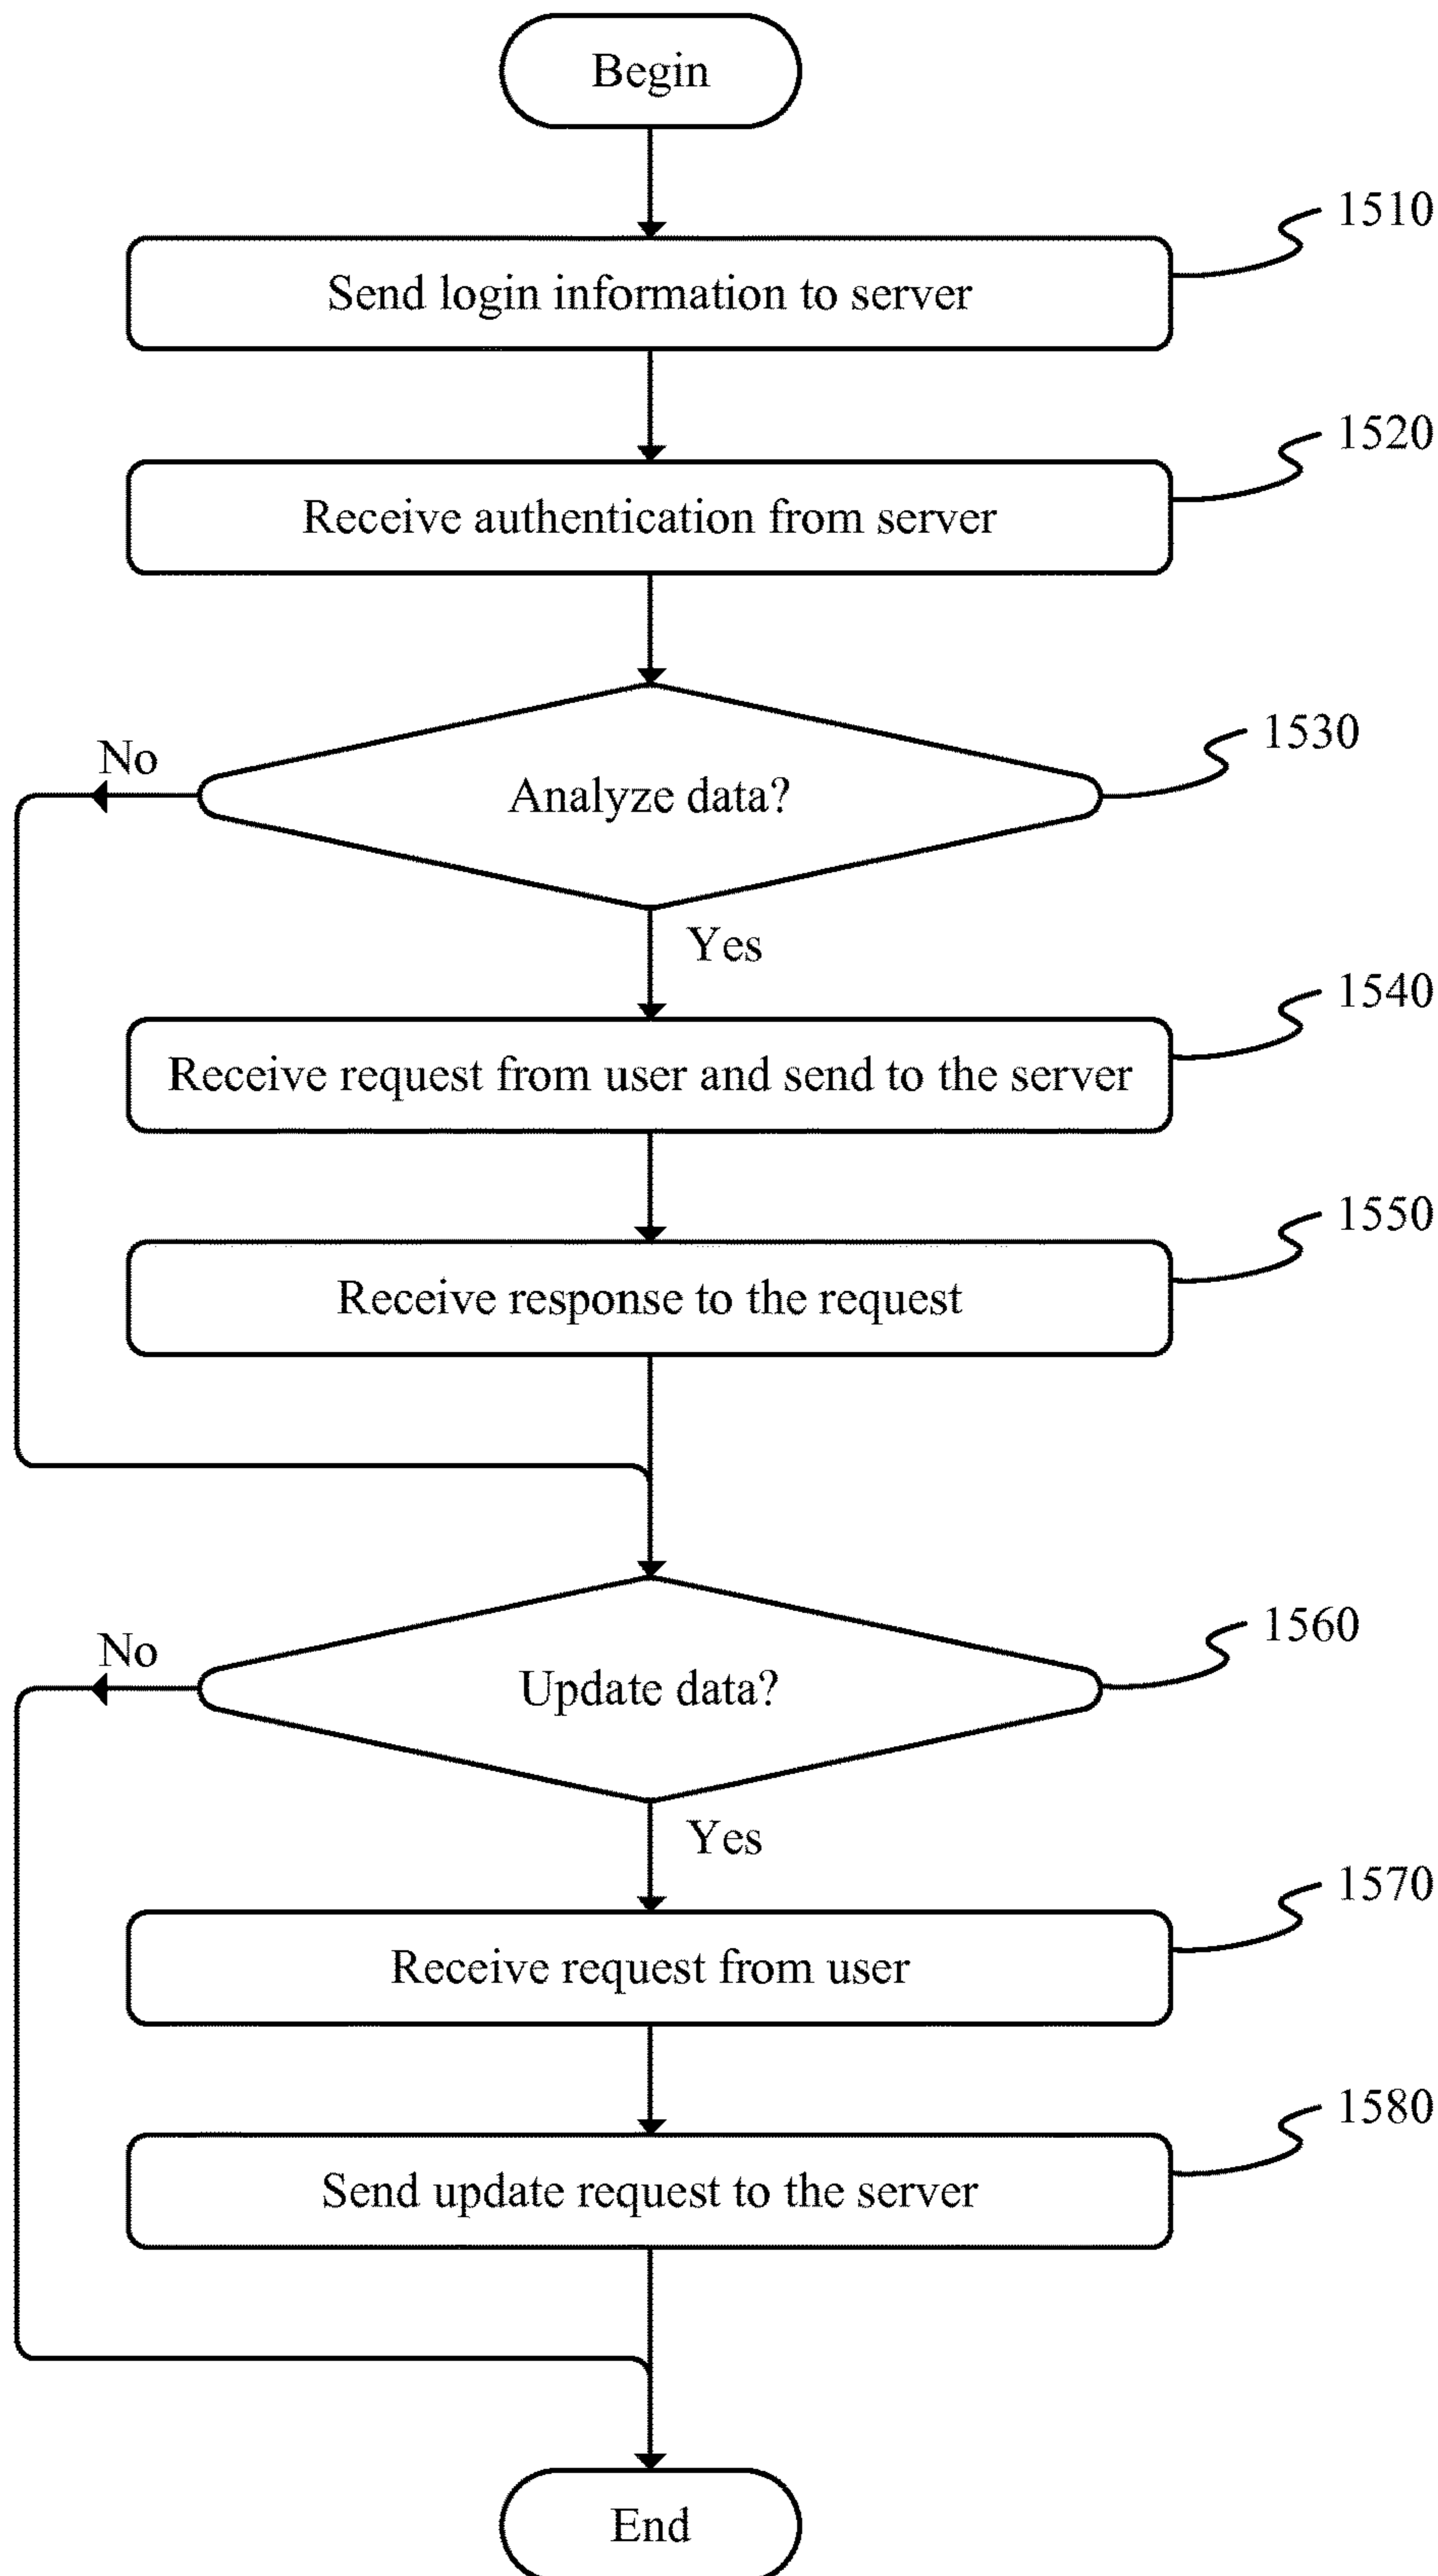 Begin
1510
Send login information to server
1520
Receive authentication from server
1530
No
Analyze data?
Yes
1540
Receive request from user and send to the server
1550
Receive response to the request
1560
No
Update data?
Yes
1570
Receive request from user
1580
Send update request to the server
End